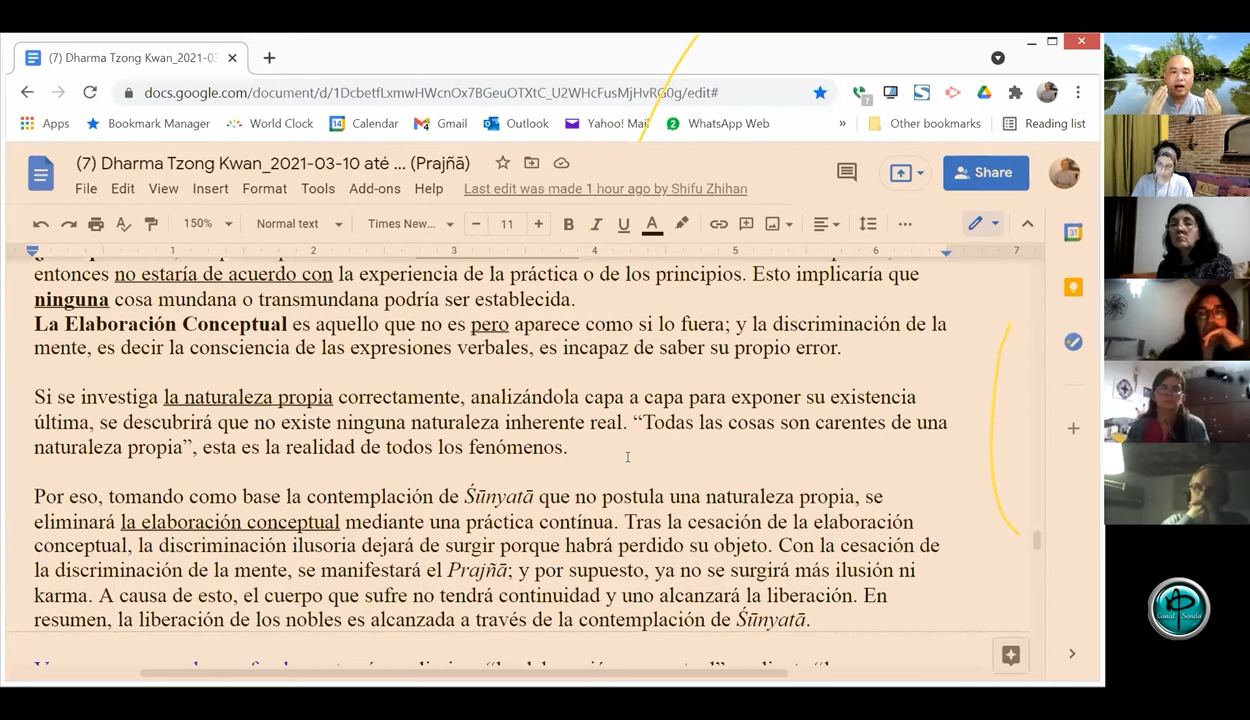 (7) Dharma Tzong Kwan_2021-03
docs.google.com/document/d/1DcbetfLxmwHWCnOx7BGeuOTXtC_U2WHcFusMjHvRG0g/edit#
Apps Bookmark Manager World Clock 14 Calendar Gmail Outlook Yahoo! Mail 2 WhatsApp Web » Other bookmarks Reading list
(7) Dharma Tzong Kwan_2021-03-10 até ... (Prajñā)
File Edit View Insert Format Tools Add-ons Help Last edit was made 1 hour ago by Shifu Zhihan
Share
150% Normal text Times New... 11 B I U A
1 2 3 4 5 6 7
entonces no estaría de acuerdo con la experiencia de la práctica o de los principios. Esto implicaría que
ninguna cosa mundana o transmundana podría ser establecida.
La Elaboración Conceptual es aquello que no es pero aparece como si lo fuera; y la discriminación de la
mente, es decir la consciencia de las expresiones verbales, es incapaz de saber su propio error.
Si se investiga la naturaleza propia correctamente, analizándola capa a capa para exponer su existencia
última, se descubrirá que no existe ninguna naturaleza inherente real. “Todas las cosas son carentes de una
naturaleza propia”, esta es la realidad de todos los fenómenos.
Por eso, tomando como base la contemplación de Śūnyatā que no postula una naturaleza propia, se
eliminará la elaboración conceptual mediante una práctica contínua. Tras la cesación de la elaboración
conceptual, la discriminación ilusoria dejará de surgir porque habrá perdido su objeto. Con la cesación de
la discriminación de la mente, se manifestará el Prajñā; y por supuesto, ya no se surgirá más ilusión ni
karma. A causa de esto, el cuerpo que sufre no tendrá continuidad y uno alcanzará la liberación. En
resumen, la liberación de los nobles es alcanzada a través de la contemplación de Śūnyatā.
Canal Senda